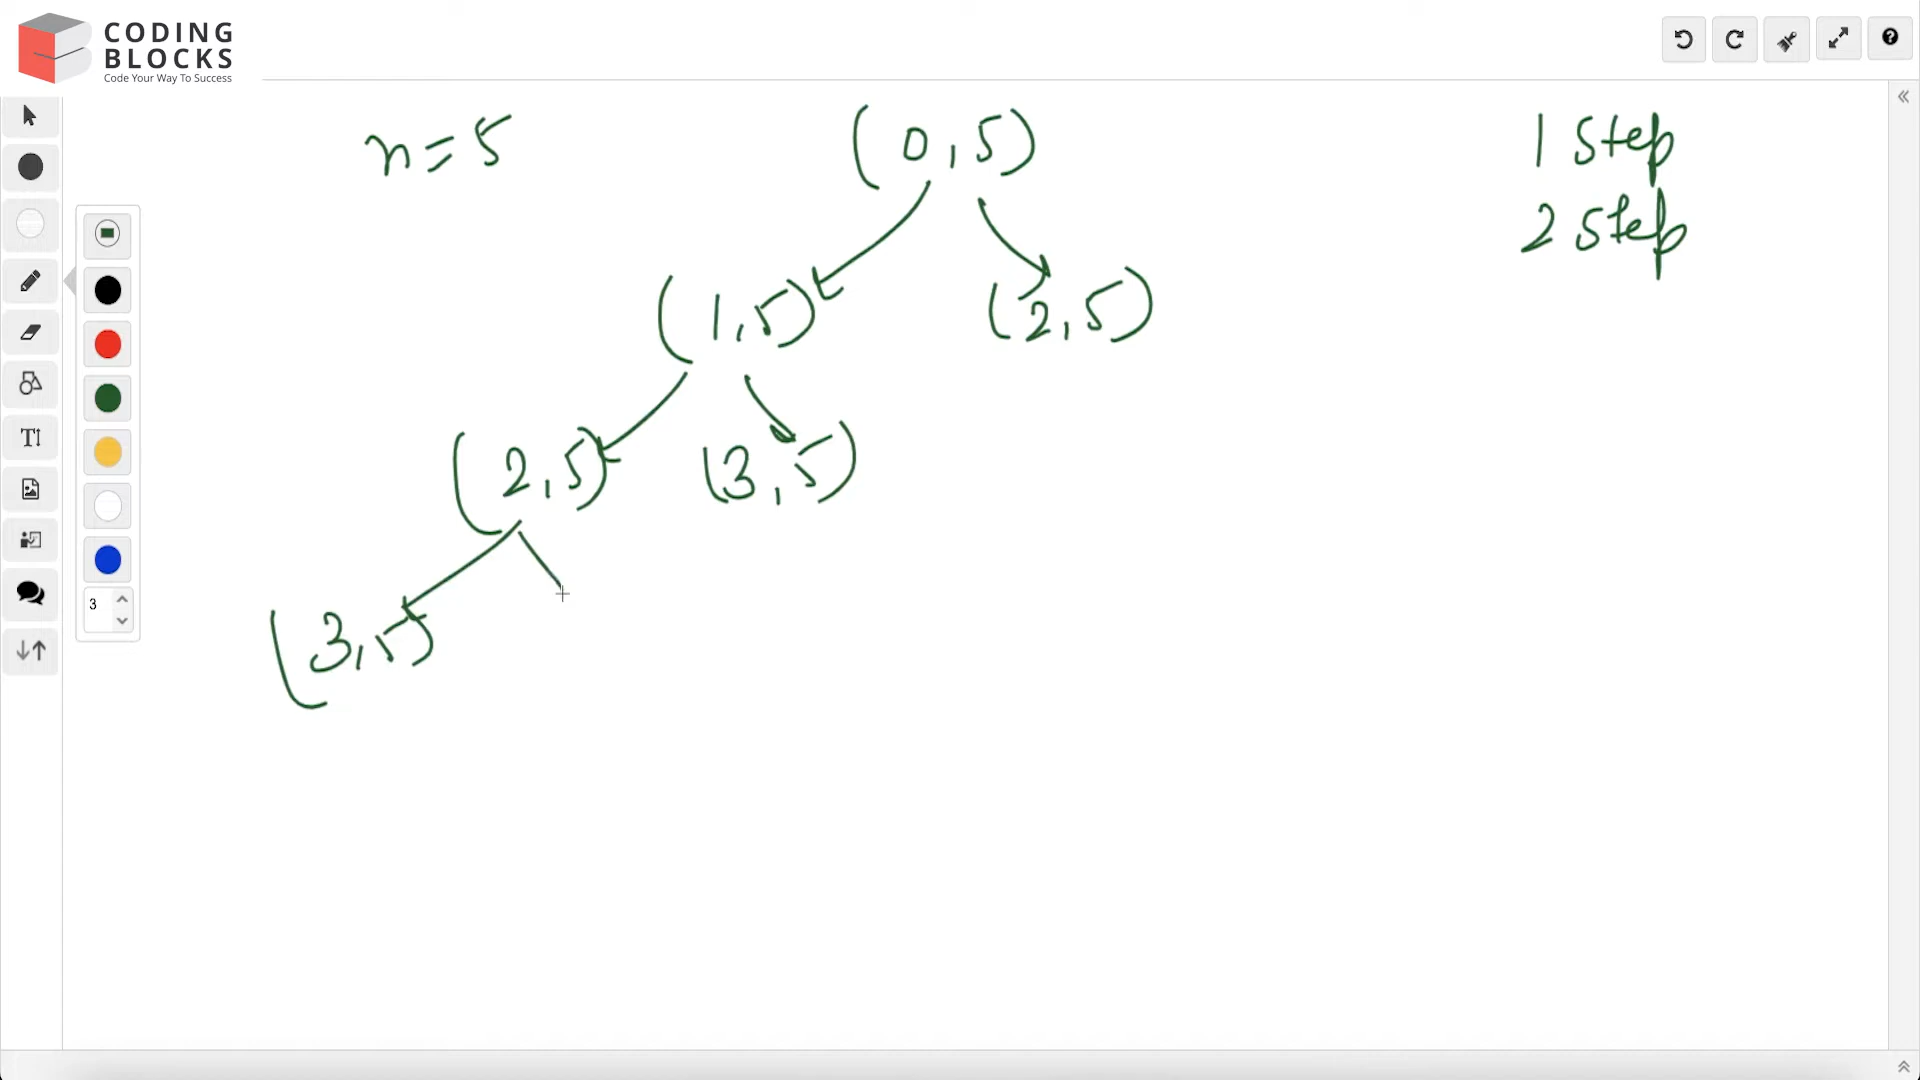 CODING
BLOCKS
Code Your Way To Success
n=5
(0,5)
1 Step
2 Step
(1,5)
(2,5)
(2,5)
(3,5)
3
(3,5)